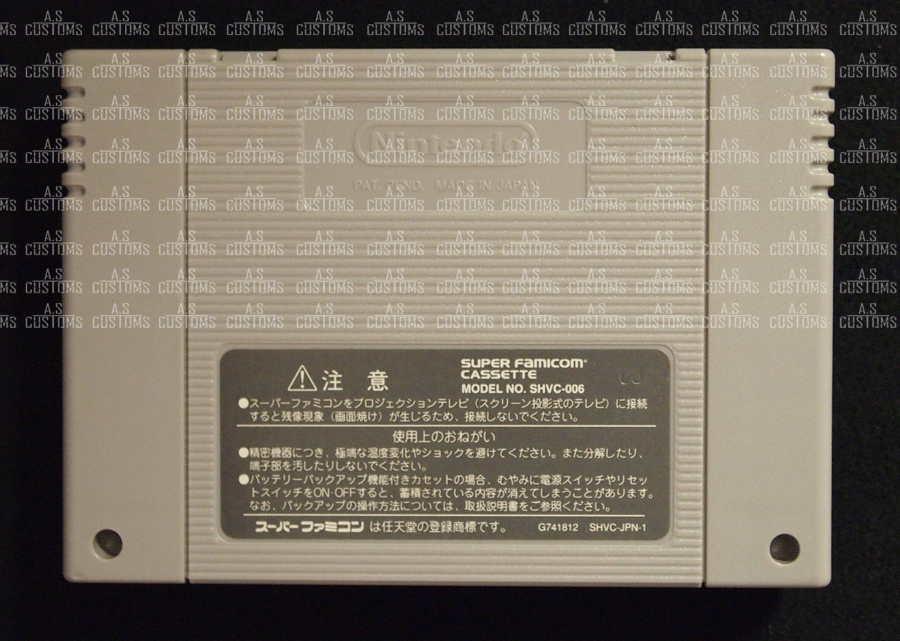 A.S CUSTOMS
Nintendo
PAT. PEND. MADE IN JAPAN
注意
SUPER FAMICOM
CASSETTE
MODEL NO. SHVC-006
●スーパーファミコンをプロジェクションテレビ（スクリーン投影式のテレビ）に接続
すると残像現象（画面焼け）が生じるため、接続しないでください。
使用上のおねがい
●精密機器につき、極端な温度変化やショックを避けてください。また分解したり、
端子部を汚したりしないでください。
●バッテリーバックアップ機能付きカセットの場合、むやみに電源スイッチやリセッ
トスイッチをON・OFFすると、蓄積されている内容が消えてしまうことがあります。
なお、バックアップの操作方法については、取扱説明書をご参照ください。
スーパーファミコンは任天堂の登録商標です。 G741812 SHVC-JPN-1